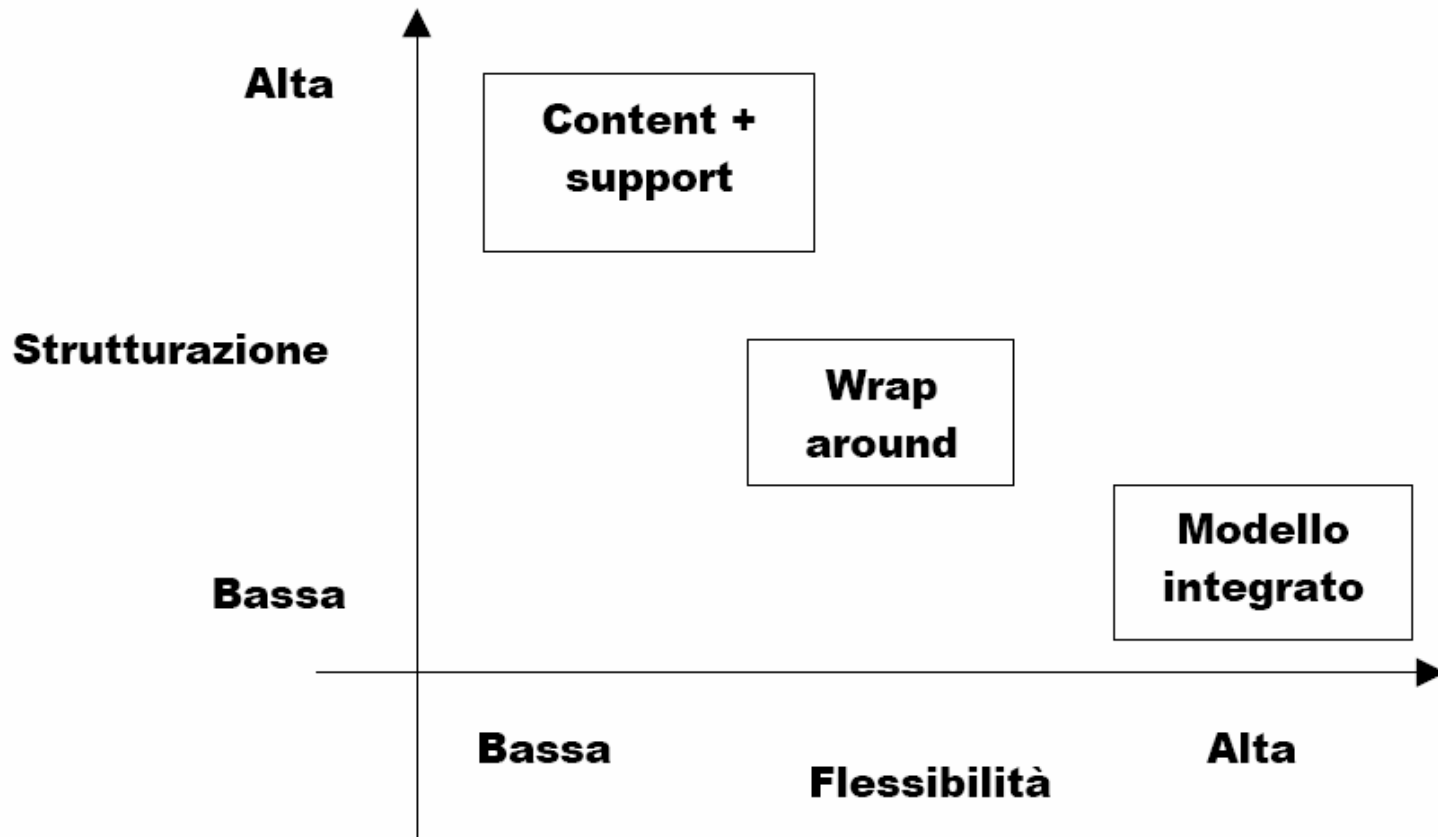 Alta
Content +
support
Strutturazione
Wrap
around
Modello
integrato
Bassa
Bassa
Alta
Flessibilità